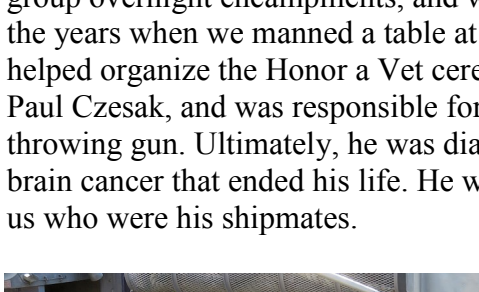 group overnight encampments, and
the years when we manned a table at
helped organize the Honor a Vet
Paul Czesak, and was responsible for
throwing gun. Ultimately, he was
brain cancer that ended his life. He
us who were his shipmates.